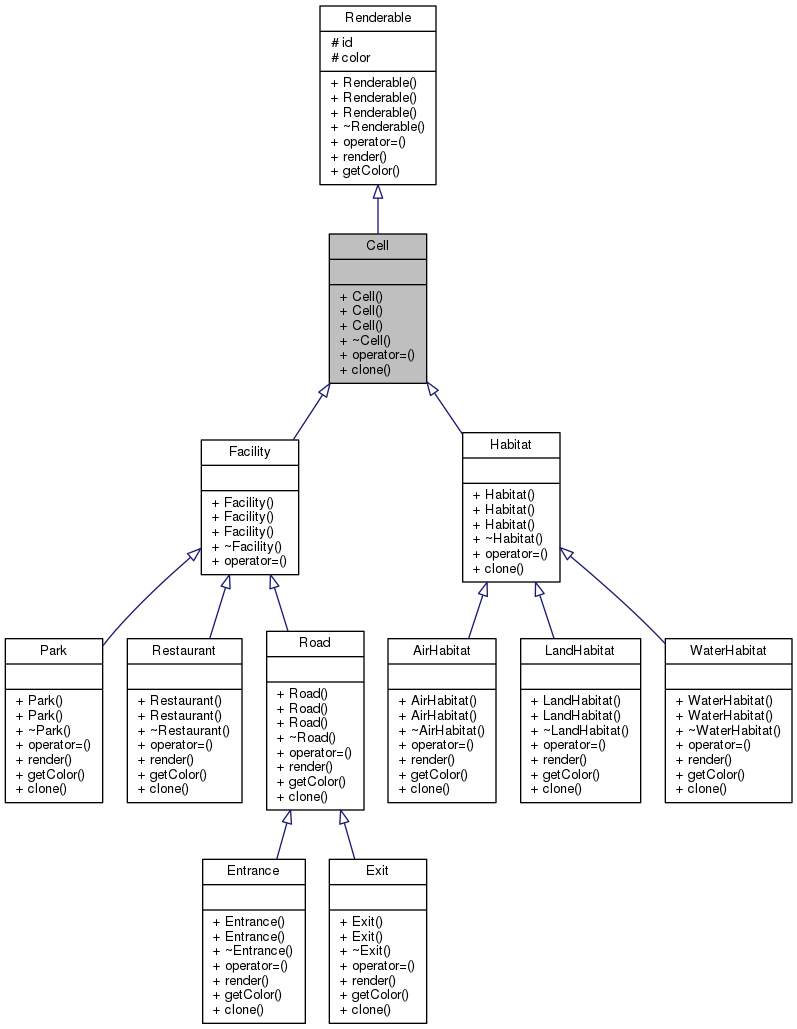 Renderable
# id
# color
+ Renderable()
+ Renderable()
+ Renderable()
+ ~Renderable()
+ operator=()
+ render()
+ getColor()
Cell
+ Cell()
+ Cell()
+ Cell()
+ ~Cell()
+ operator=()
+ clone()
Facility
+ Facility()
+ Facility()
+ Facility()
+ ~Facility()
+ operator=()
Habitat
+ Habitat()
+ Habitat()
+ Habitat()
+ ~Habitat()
+ operator=()
+ clone()
Park
+ Park()
+ Park()
+ ~Park()
+ operator=()
+ render()
+ getColor()
+ clone()
Restaurant
+ Restaurant()
+ Restaurant()
+ ~Restaurant()
+ operator=()
+ render()
+ getColor()
+ clone()
Road
+ Road()
+ Road()
+ Road()
+ ~Road()
+ operator=()
+ render()
+ getColor()
+ clone()
AirHabitat
+ AirHabitat()
+ AirHabitat()
+ ~AirHabitat()
+ operator=()
+ render()
+ getColor()
+ clone()
LandHabitat
+ LandHabitat()
+ LandHabitat()
+ ~LandHabitat()
+ operator=()
+ render()
+ getColor()
+ clone()
WaterHabitat
+ WaterHabitat()
+ WaterHabitat()
+ ~WaterHabitat()
+ operator=()
+ render()
+ getColor()
+ clone()
Entrance
+ Entrance()
+ Entrance()
+ ~Entrance()
+ operator=()
+ render()
+ getColor()
+ clone()
Exit
+ Exit()
+ Exit()
+ ~Exit()
+ operator=()
+ render()
+ getColor()
+ clone()